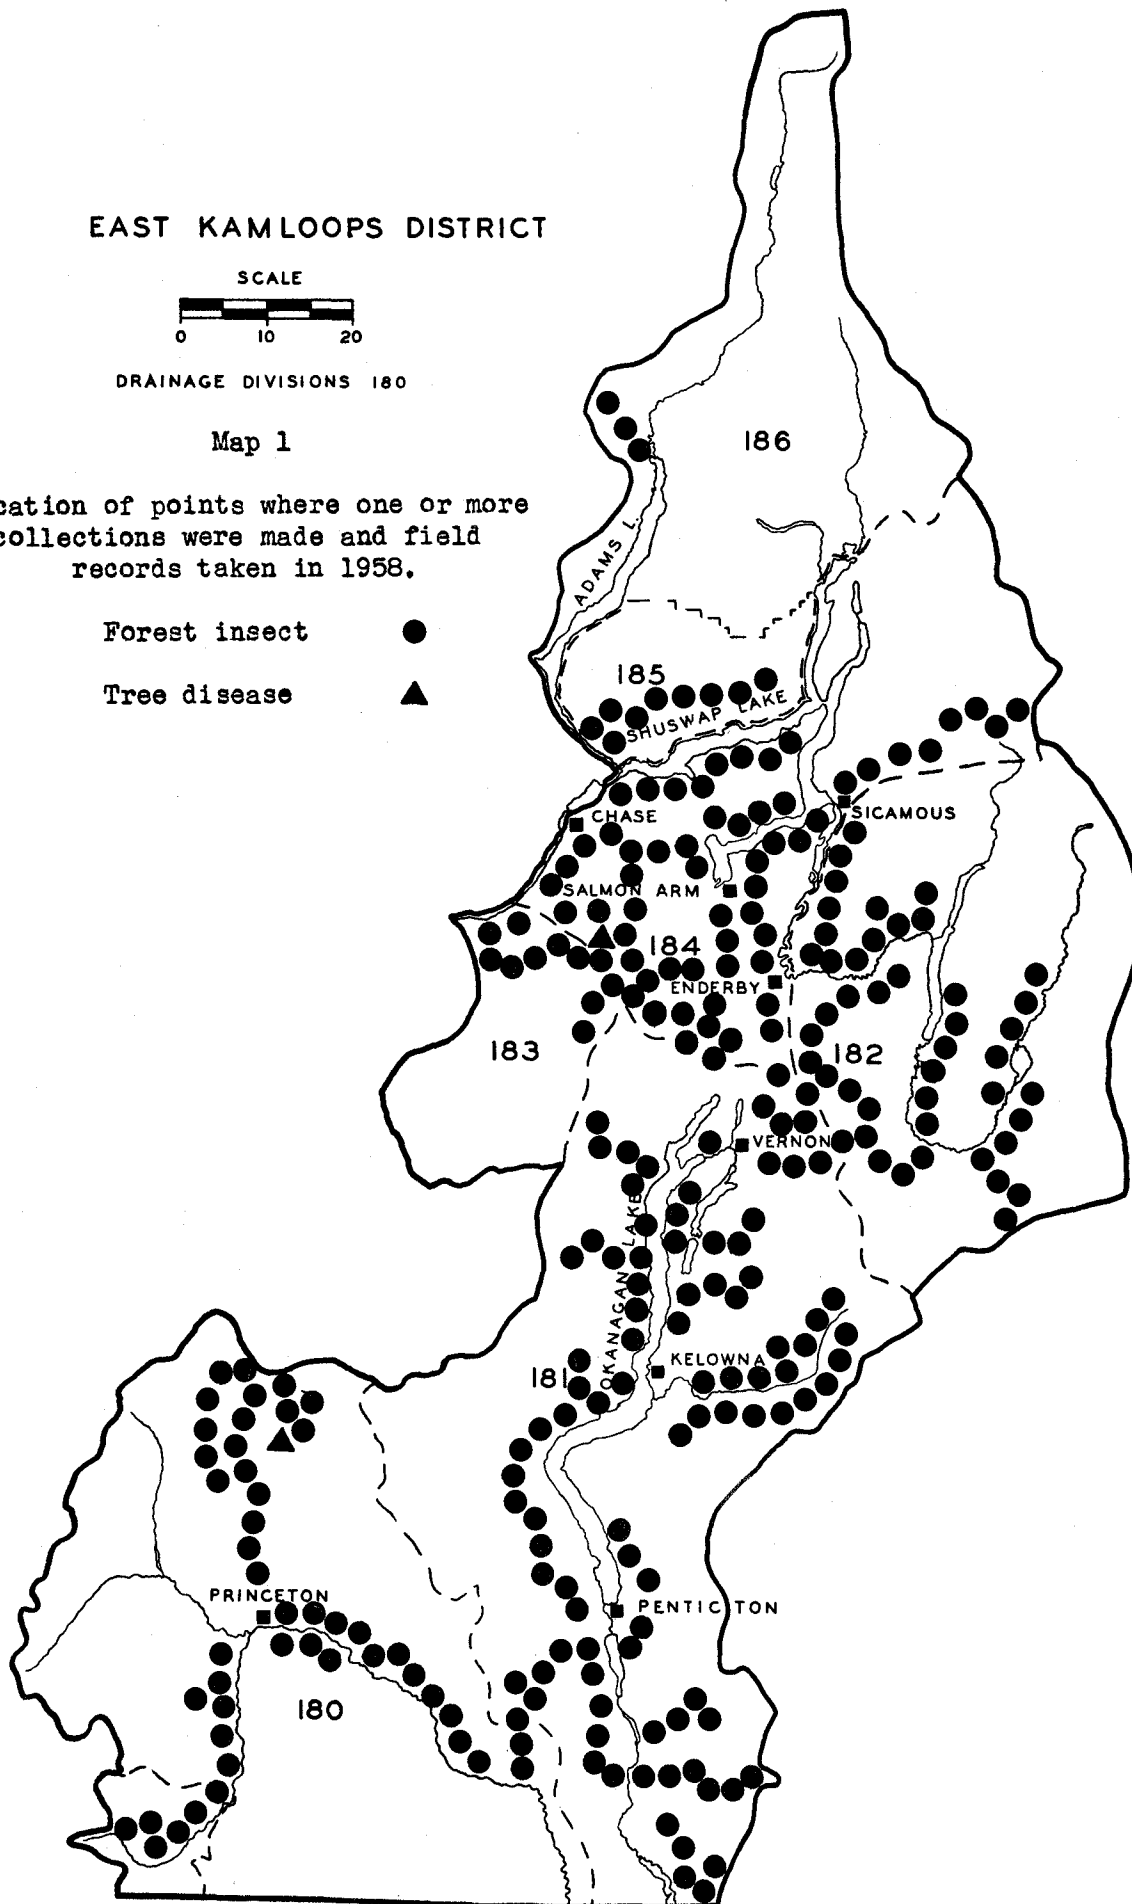 EAST KAMLOOPS DISTRICT
SCALE
0 10 20
DRAINAGE DIVISIONS 180
Map 1
cation of points where one or more
collections were made and field
records taken in 1958.
Forest insect
Tree disease
186
ADAMS L.
185
SHUSWAP LAKE
CHASE
SICAMOUS
SALMON ARM
184
ENDERBY
183
182
VERNON
OKANAGAN LAKE
KELOWNA
181
PRINCETON
PENTICTON
180